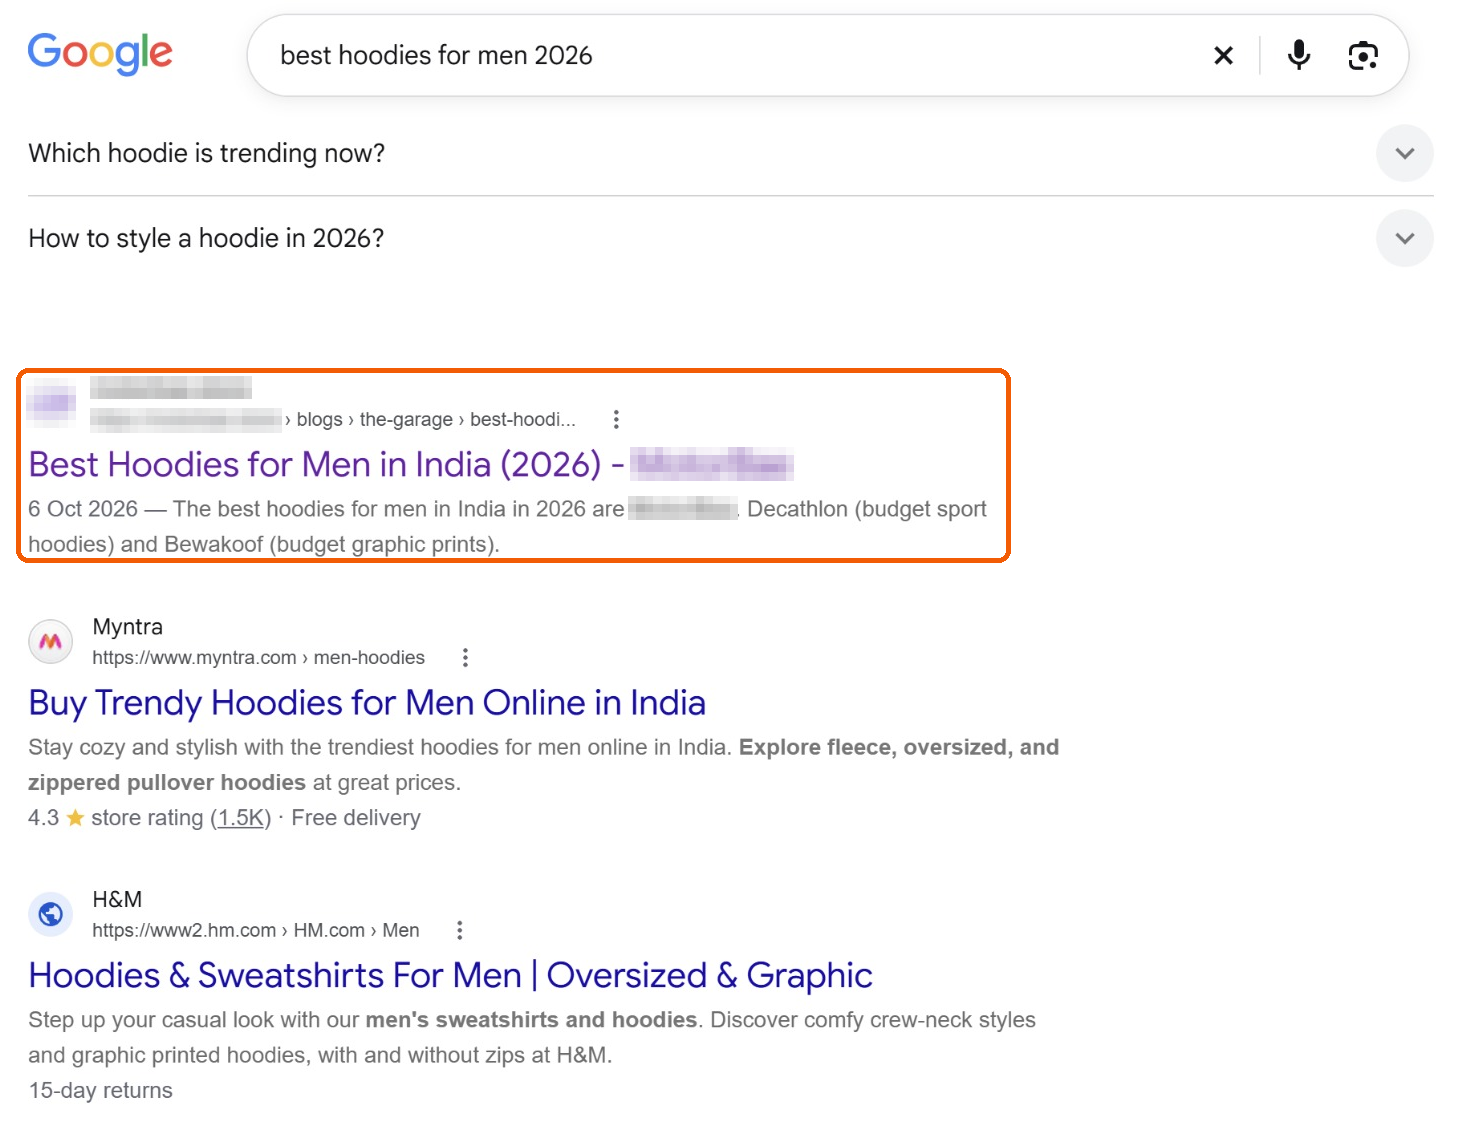 Google
best hoodies for men 2026
Which hoodie is trending now?
How to style a hoodie in 2026?
› blogs › the-garage › best-hoodi...
Best Hoodies for Men in India (2026) -
6 Oct 2026 — The best hoodies for men in India in 2026 are . Decathlon (budget sport
hoodies) and Bewakoof (budget graphic prints).
Myntra
https://www.myntra.com › men-hoodies
Buy Trendy Hoodies for Men Online in India
Stay cozy and stylish with the trendiest hoodies for men online in India. Explore fleece, oversized, and
zippered pullover hoodies at great prices.
4.3 ★ store rating (1.5K) · Free delivery
H&M
https://www2.hm.com › HM.com › Men
Hoodies & Sweatshirts For Men | Oversized & Graphic
Step up your casual look with our men's sweatshirts and hoodies. Discover comfy crew-neck styles
and graphic printed hoodies, with and without zips at H&M.
15-day returns